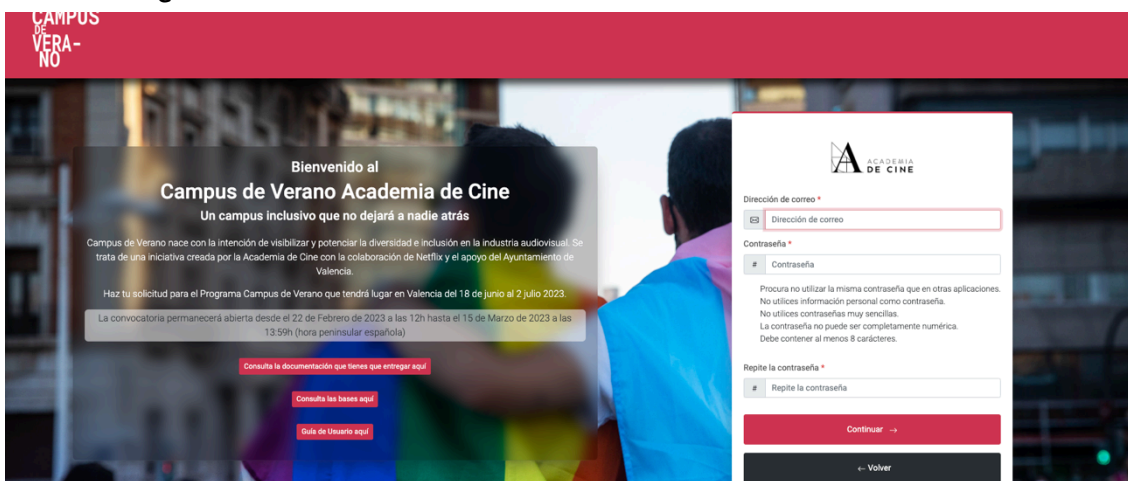 CAMPUS
DE
VERA-
NO
Bienvenido al
Campus de Verano Academia de Cine
Un campus inclusivo que no dejará a nadie atrás
Campus de Verano nace con la intención de visibilizar y potenciar la diversidad e inclusión en la industria audiovisual. Se
trata de una iniciativa creada por la Academia de Cine con la colaboración de Netflix y el apoyo del Ayuntamiento de
Valencia.
Haz tu solicitud para el Programa Campus de Verano que tendrá lugar en Valencia del 18 de junio al 2 julio 2023.
La convocatoria permanecerá abierta desde el 22 de Febrero de 2023 a las 12h hasta el 15 de Marzo de 2023 a las
13:59h (hora peninsular española)
Consulta la documentación que tienes que entregar aquí
Consulta las bases aquí
Guía de Usuario aquí
ACADEMIA
DE CINE
Dirección de correo *
Dirección de correo
Contraseña *
# Contraseña
Procura no utilizar la misma contraseña que en otras aplicaciones.
No utilices información personal como contraseña.
No utilices contraseñas muy sencillas.
La contraseña no puede ser completamente numérica.
Debe contener al menos 8 carácteres.
Repite la contraseña *
# Repite la contraseña
Continuar →
← Volver